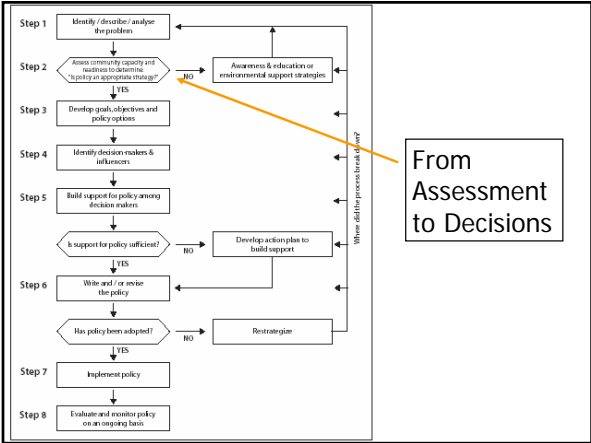 Step 1
Identify / describe / analyse
the problem
Step 2
Assess community capacity and
readiness to determine
"Is policy an appropriate strategy?"
NO
Awareness & education or
environmental support strategies
YES
Step 3
Develop goals, objectives and
policy options
Step 4
Identify decision-makers &
influencers
Step 5
Build support for policy among
decision makers
Is support for policy sufficient?
NO
Develop action plan to
build support
YES
Step 6
Write and / or revise
the policy
Has policy been adopted?
NO
Restrategize
YES
Step 7
Implement policy
Step 8
Evaluate and monitor policy
on an ongoing basis
Where did the process break down?
From
Assessment
to Decisions